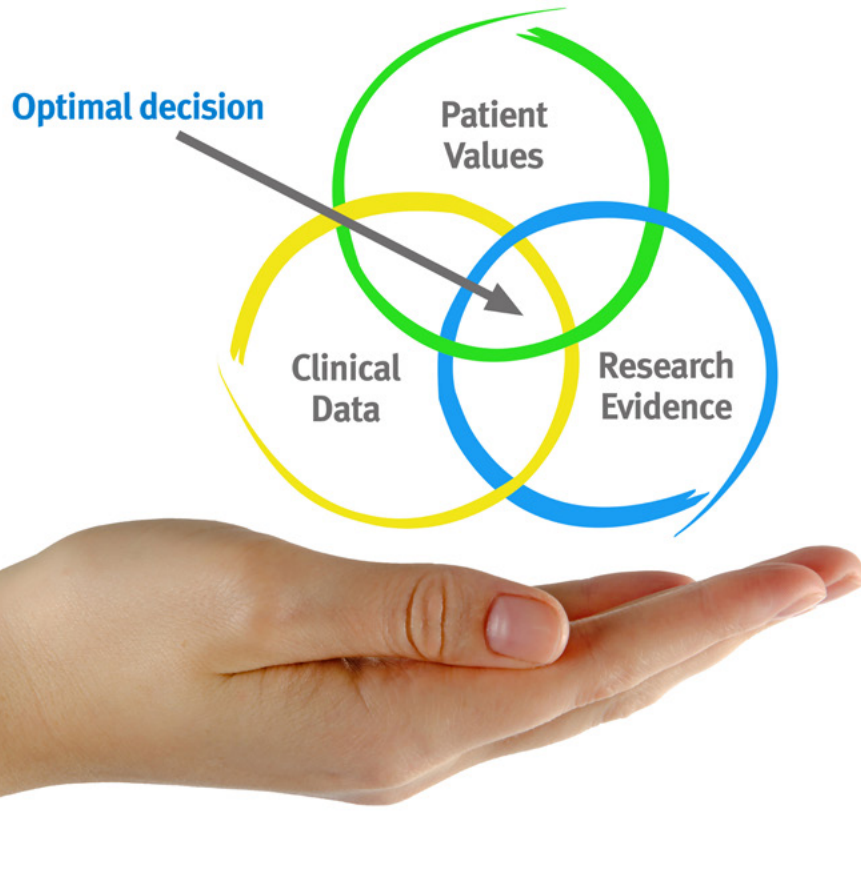 Optimal decision
Patient
Values
Clinical
Data
Research
Evidence